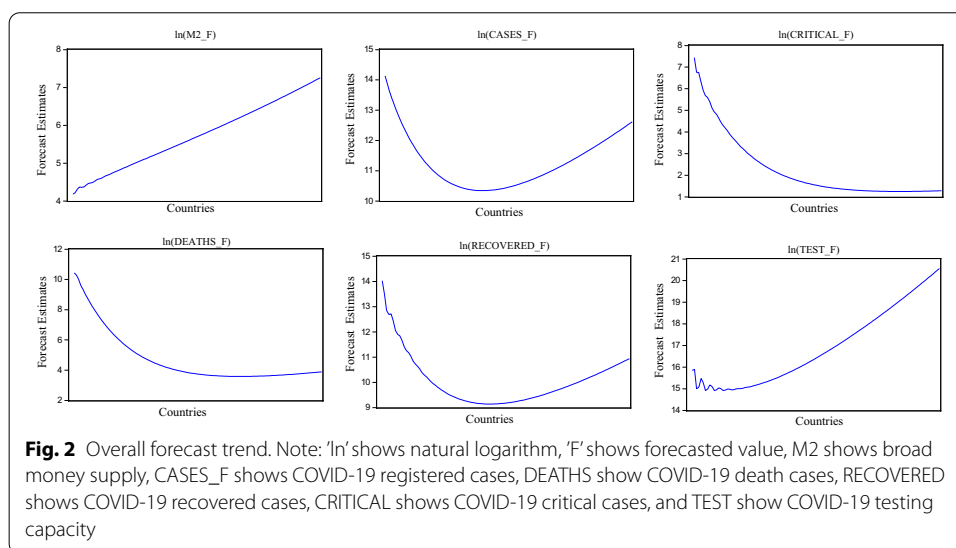 ln(M2_F)
8
7
6
5
4
Forecast Estimates
Countries
ln(CASES_F)
15
14
13
12
11
10
Forecast Estimates
Countries
ln(CRITICAL_F)
8
7
6
5
4
3
2
1
Forecast Estimates
Countries
ln(DEATHS_F)
12
10
8
6
4
2
Forecast Estimates
Countries
ln(RECOVERED_F)
15
14
13
12
11
10
9
Forecast Estimates
Countries
ln(TEST_F)
21
20
19
18
17
16
15
14
Forecast Estimates
Countries
Fig. 2 Overall forecast trend. Note: 'ln' shows natural logarithm, 'F' shows forecasted value, M2 shows broad
money supply, CASES_F shows COVID-19 registered cases, DEATHS show COVID-19 death cases, RECOVERED
shows COVID-19 recovered cases, CRITICAL shows COVID-19 critical cases, and TEST show COVID-19 testing
capacity